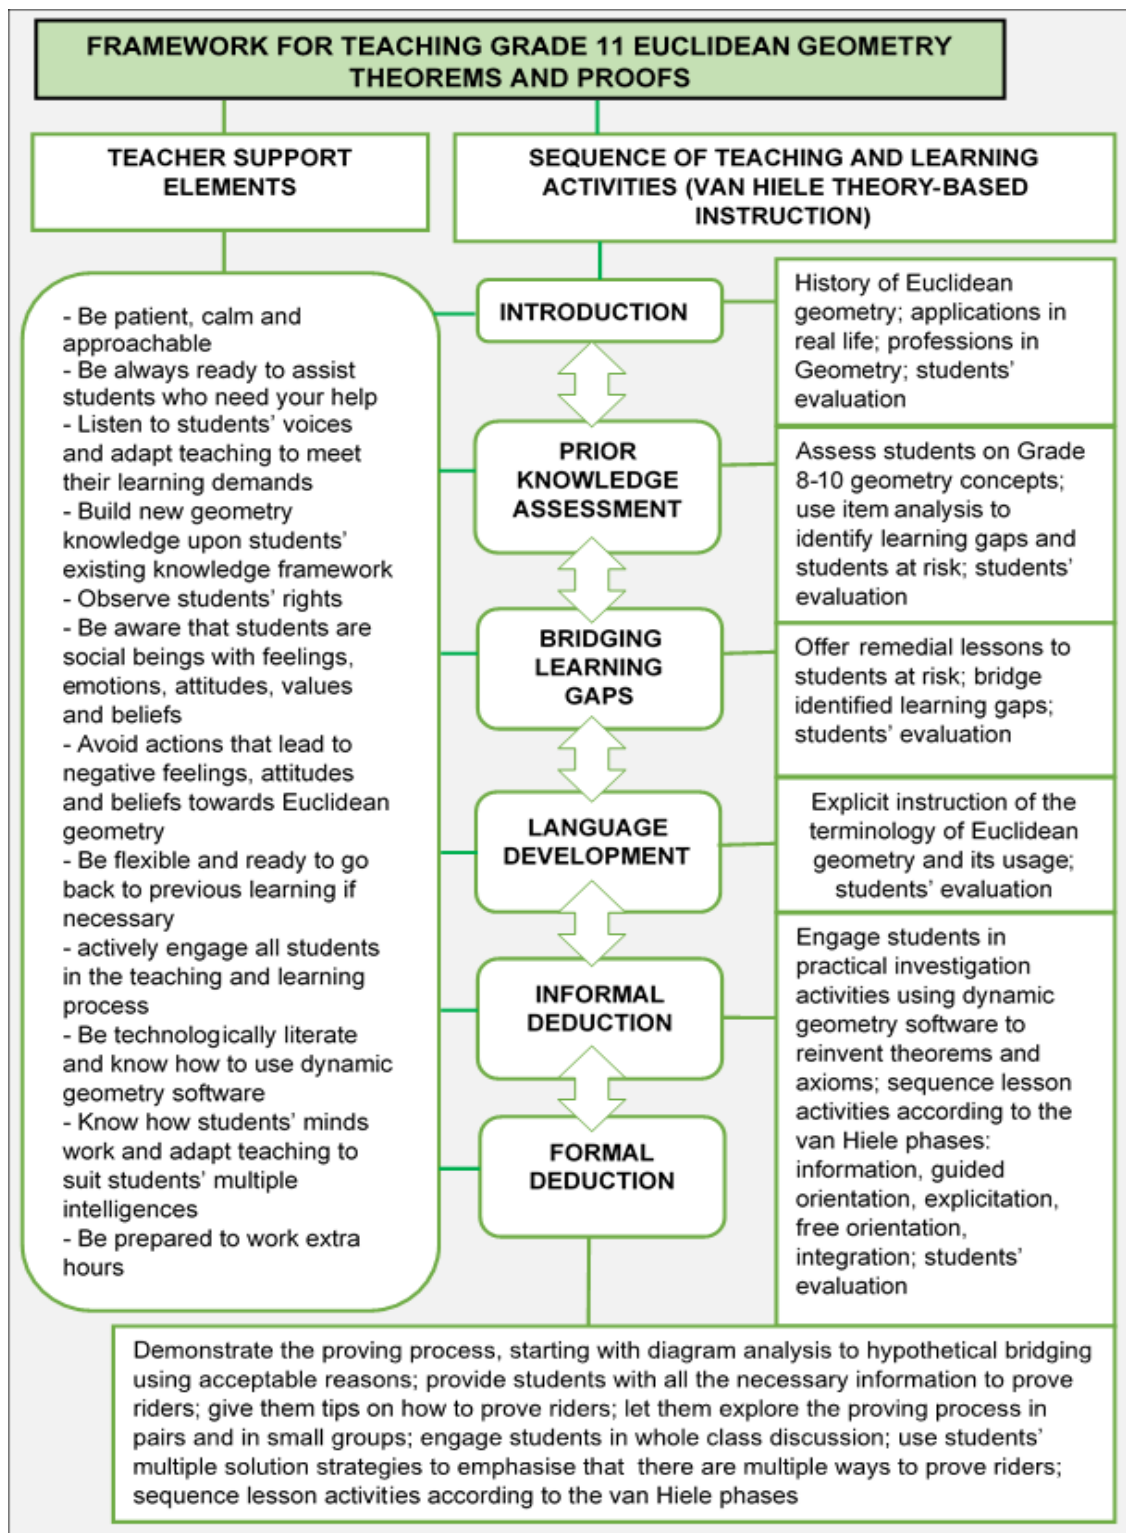 FRAMEWORK FOR TEACHING GRADE 11 EUCLIDEAN GEOMETRY
THEOREMS AND PROOFS
TEACHER SUPPORT
ELEMENTS
SEQUENCE OF TEACHING AND LEARNING
ACTIVITIES (VAN HIELE THEORY-BASED
INSTRUCTION)
- Be patient, calm and
approachable
- Be always ready to assist
students who need your help
- Listen to students’ voices
and adapt teaching to meet
their learning demands
- Build new geometry
knowledge upon students’
existing knowledge framework
- Observe students’ rights
- Be aware that students are
social beings with feelings,
emotions, attitudes, values
and beliefs
- Avoid actions that lead to
negative feelings, attitudes
and beliefs towards Euclidean
geometry
- Be flexible and ready to go
back to previous learning if
necessary
- actively engage all students
in the teaching and learning
process
- Be technologically literate
and know how to use dynamic
geometry software
- Know how students’ minds
work and adapt teaching to
suit students’ multiple
intelligences
- Be prepared to work extra
hours
INTRODUCTION
History of Euclidean
geometry; applications in
real life; professions in
Geometry; students’
evaluation
PRIOR
KNOWLEDGE
ASSESSMENT
Assess students on Grade
8-10 geometry concepts;
use item analysis to
identify learning gaps and
students at risk; students’
evaluation
BRIDGING
LEARNING
GAPS
Offer remedial lessons to
students at risk; bridge
identified learning gaps;
students’ evaluation
LANGUAGE
DEVELOPMENT
Explicit instruction of the
terminology of Euclidean
geometry and its usage;
students’ evaluation
INFORMAL
DEDUCTION
Engage students in
practical investigation
activities using dynamic
geometry software to
reinvent theorems and
axioms; sequence lesson
activities according to the
van Hiele phases:
information, guided
orientation, explicitation,
free orientation,
integration; students’
evaluation
FORMAL
DEDUCTION
Demonstrate the proving process, starting with diagram analysis to hypothetical bridging
using acceptable reasons; provide students with all the necessary information to prove
riders; give them tips on how to prove riders; let them explore the proving process in
pairs and in small groups; engage students in whole class discussion; use students’
multiple solution strategies to emphasise that there are multiple ways to prove riders;
sequence lesson activities according to the van Hiele phases